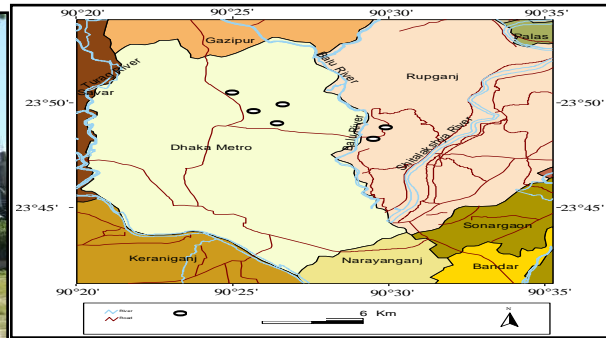 90°20' 90°25' 90°30' 90°35'
Gazipur
Palas
Turag River
Balu River
Savar
Rupganj
23°50' 23°50'
Balu River
Dhaka Metro
Shitalakshya River
23°45' 23°45'
Sonargaon
Keraniganj
Narayanganj
Bandar
90°20' 90°25' 90°30' 90°35'
River
Road
6 Km
N